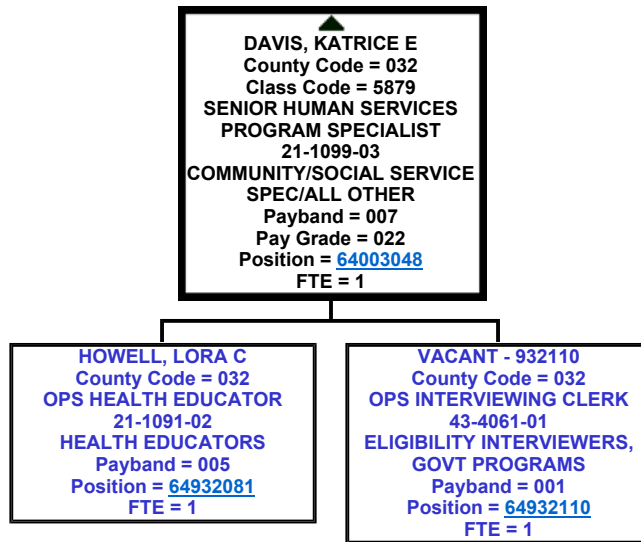 DAVIS, KATRICE E
County Code = 032
Class Code = 5879
SENIOR HUMAN SERVICES
PROGRAM SPECIALIST
21-1099-03
COMMUNITY/SOCIAL SERVICE
SPEC/ALL OTHER
Payband = 007
Pay Grade = 022
Position = 64003048
FTE = 1
HOWELL, LORA C
County Code = 032
OPS HEALTH EDUCATOR
21-1091-02
HEALTH EDUCATORS
Payband = 005
Position = 64932081
FTE = 1
VACANT - 932110
County Code = 032
OPS INTERVIEWING CLERK
43-4061-01
ELIGIBILITY INTERVIEWERS,
GOVT PROGRAMS
Payband = 001
Position = 64932110
FTE = 1